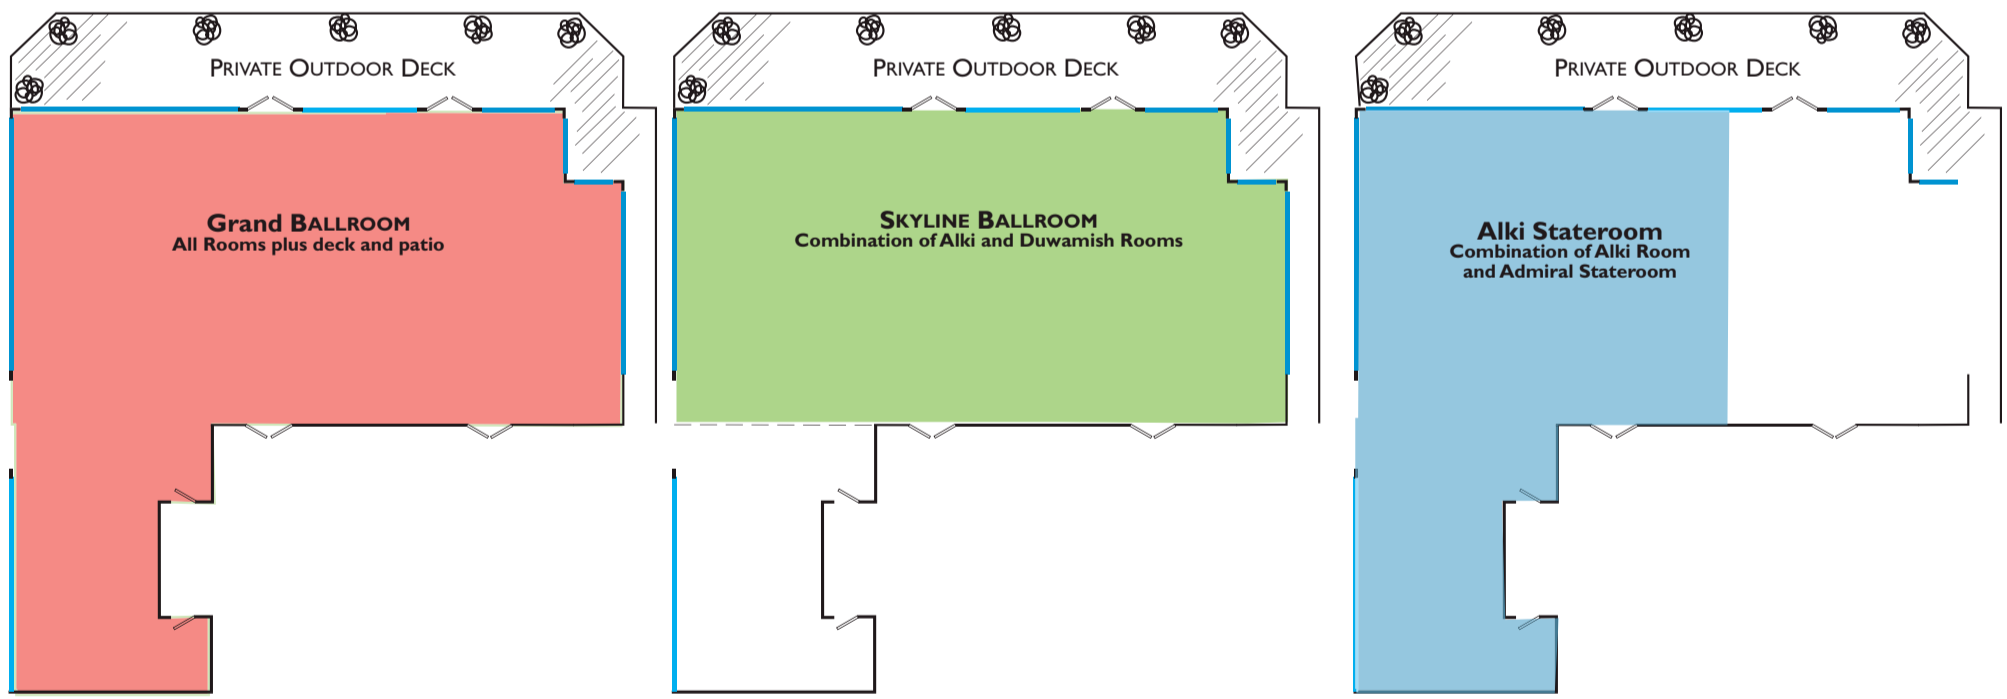 PRIVATE OUTDOOR DECK
Grand BALLROOM
All Rooms plus deck and patio
PRIVATE OUTDOOR DECK
SKYLINE BALLROOM
Combination of Alki and Duwamish Rooms
PRIVATE OUTDOOR DECK
Alki Stateroom
Combination of Alki Room
and Admiral Stateroom